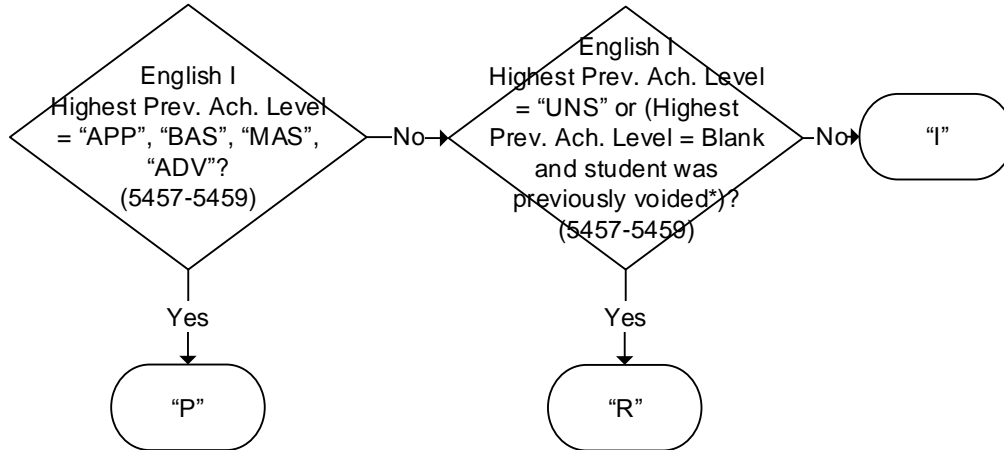 English I
Highest Prev. Ach. Level
= “APP”, “BAS”, “MAS”,
“ADV”?
(5457-5459)
No
English I
Highest Prev. Ach. Level
= “UNS” or (Highest
Prev. Ach. Level = Blank
and student was
previously voided*)?
(5457-5459)
No
“I”
Yes
Yes
“P”
“R”